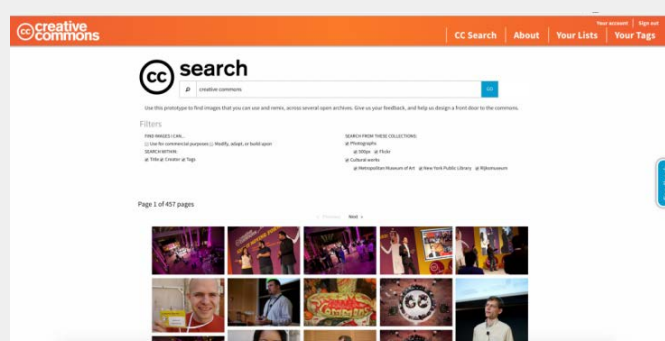 Your account Sign out
creative commons
CC Search About Your Lists Your Tags
cc search
creative commons GO
Use this prototype to find images that you can use and remix, across several open archives. Give us your feedback, and help us design a front door to the commons.
Filters
FIND IMAGES I CAN...
Use for commercial purposes Modify, adapt, or build upon
SEARCH WITHIN:
Title Creator Tags
SEARCH FROM THESE COLLECTIONS:
Photographs
500px Flickr
Cultural works
Metropolitan Museum of Art New York Public Library Rijksmuseum
Page 1 of 457 pages
Previous Next